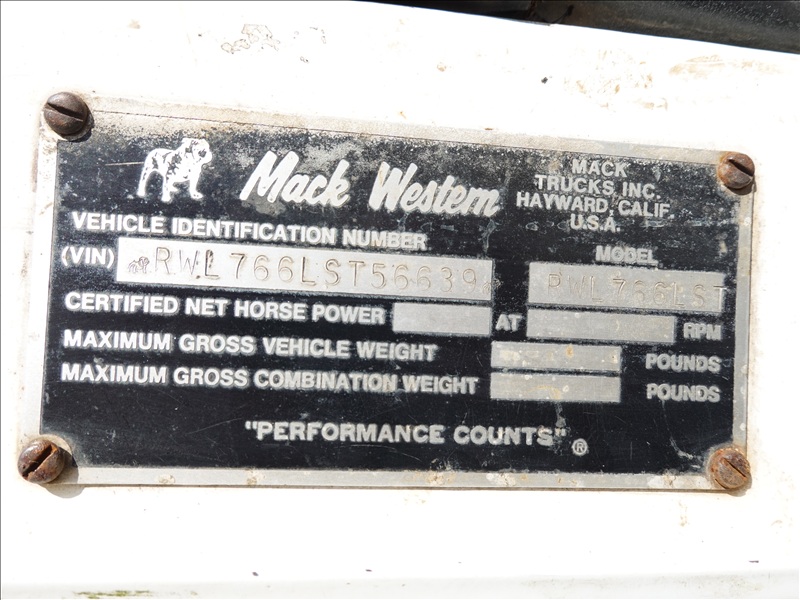 Mack Western
MACK
TRUCKS, INC.
HAYWARD, CALIF.
U.S.A.
VEHICLE IDENTIFICATION NUMBER
MODEL
(VIN) RWL766LST56639 RWL766LST
CERTIFIED NET HORSE POWER AT RPM
MAXIMUM GROSS VEHICLE WEIGHT POUNDS
MAXIMUM GROSS COMBINATION WEIGHT POUNDS
"PERFORMANCE COUNTS" ®